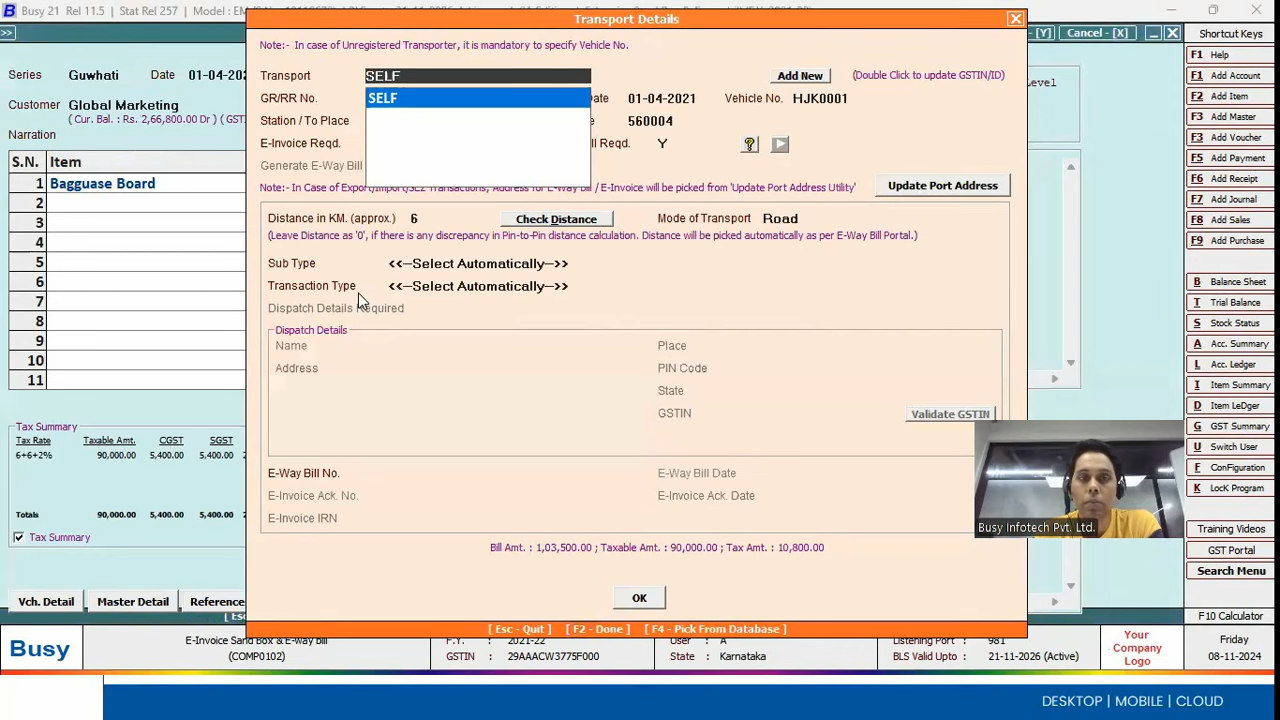 Busy 21 Rel 11.5 | Stat Rel 257 | Model : EM
Transport Details
>>
- [Y] Cancel - [X]
Shortcut Keys
Note:- In case of Unregistered Transporter, it is mandatory to specify Vehicle No.
Series Guwhati Date 01-04-202
Customer Global Marketing
( Cur. Bal. : Rs. 2,66,800.00 Dr ) (GSTI
Narration
S.N. Item
1 Bagguase Board
2
3
4
5
6
7
8
9
10
11
Transport SELF Add New (Double Click to update GSTIN/ID)
GR/RR No. SELF Date 01-04-2021 Vehicle No. HJK0001
Station / To Place 560004
E-Invoice Reqd. ll Reqd. Y ?
Generate E-Way Bill
Note:- In Case of Export/Import/SEZ Transactions, Address for E-Way Bill / E-Invoice will be picked from 'Update Port Address Utility' Update Port Address
Distance in KM. (approx.) 6 Check Distance Mode of Transport Road
(Leave Distance as '0', if there is any discrepancy in Pin-to-Pin distance calculation. Distance will be picked automatically as per E-Way Bill Portal.)
Sub Type <<--Select Automatically-->>
Transaction Type <<--Select Automatically-->>
Dispatch Details Required
Dispatch Details
Name Place
Address PIN Code
State
GSTIN Validate GSTIN
E-Way Bill No. E-Way Bill Date
E-Invoice Ack. No. E-Invoice Ack. Date
E-Invoice IRN
Bill Amt. : 1,03,500.00 ; Taxable Amt. : 90,000.00 ; Tax Amt. : 10,800.00
OK
[ Esc - Quit ] [ F2 - Done ] [ F4 - Pick From Database ]
Level
Tax Summary
Tax Rate Taxable Amt. CGST SGST
6+6+2% 90,000.00 5,400.00 5,400.00
Totals 90,000.00 5,400.00 5,400.00
Tax Summary
Vch. Detail Master Detail Reference
[ Es
Busy Infotech Pvt. Ltd.
F1 Help
F1 Add Account
F2 Add Item
F3 Add Master
F3 Add Voucher
F5 Add Payment
F6 Add Receipt
F7 Add Journal
F8 Add Sales
F9 Add Purchase
B Balance Sheet
T Trial Balance
S Stock Status
A Acc. Summary
L Acc. Ledger
I Item Summary
D Item LeDger
G GST Summary
U Switch User
F ConFiguration
K LocK Program
Training Videos
GST Portal
Search Menu
F10 Calculator
Busy
E-Invoice Sand Box & E-Way bill
(COMP0102)
F.Y. : 2021-22
GSTIN : 29AAACW3775F000
User : A
State : Karnataka
Listening Port : 981
BLS Valid Upto : 21-11-2026 (Active)
Your
Company
Logo
Friday
08-11-2024
DESKTOP | MOBILE | CLOUD